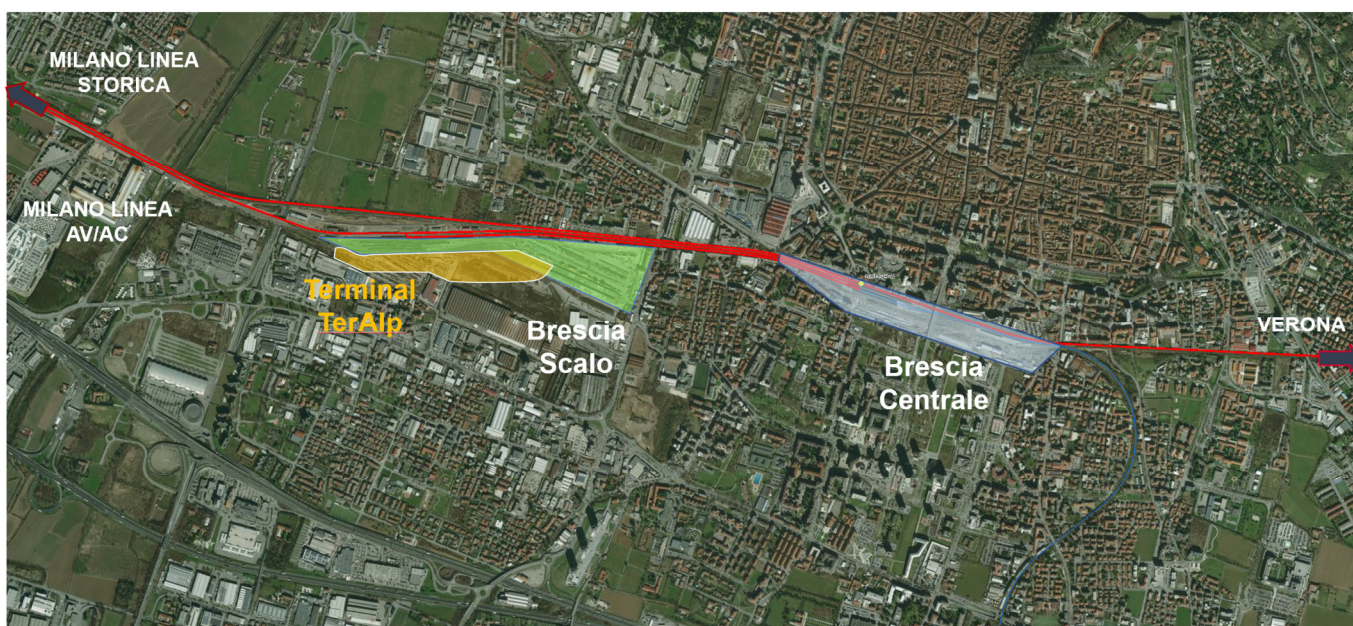 MILANO LINEA
STORICA
MILANO LINEA
AV/AC
Terminal
TerAlp
Brescia
Scalo
Brescia
Centrale
VERONA